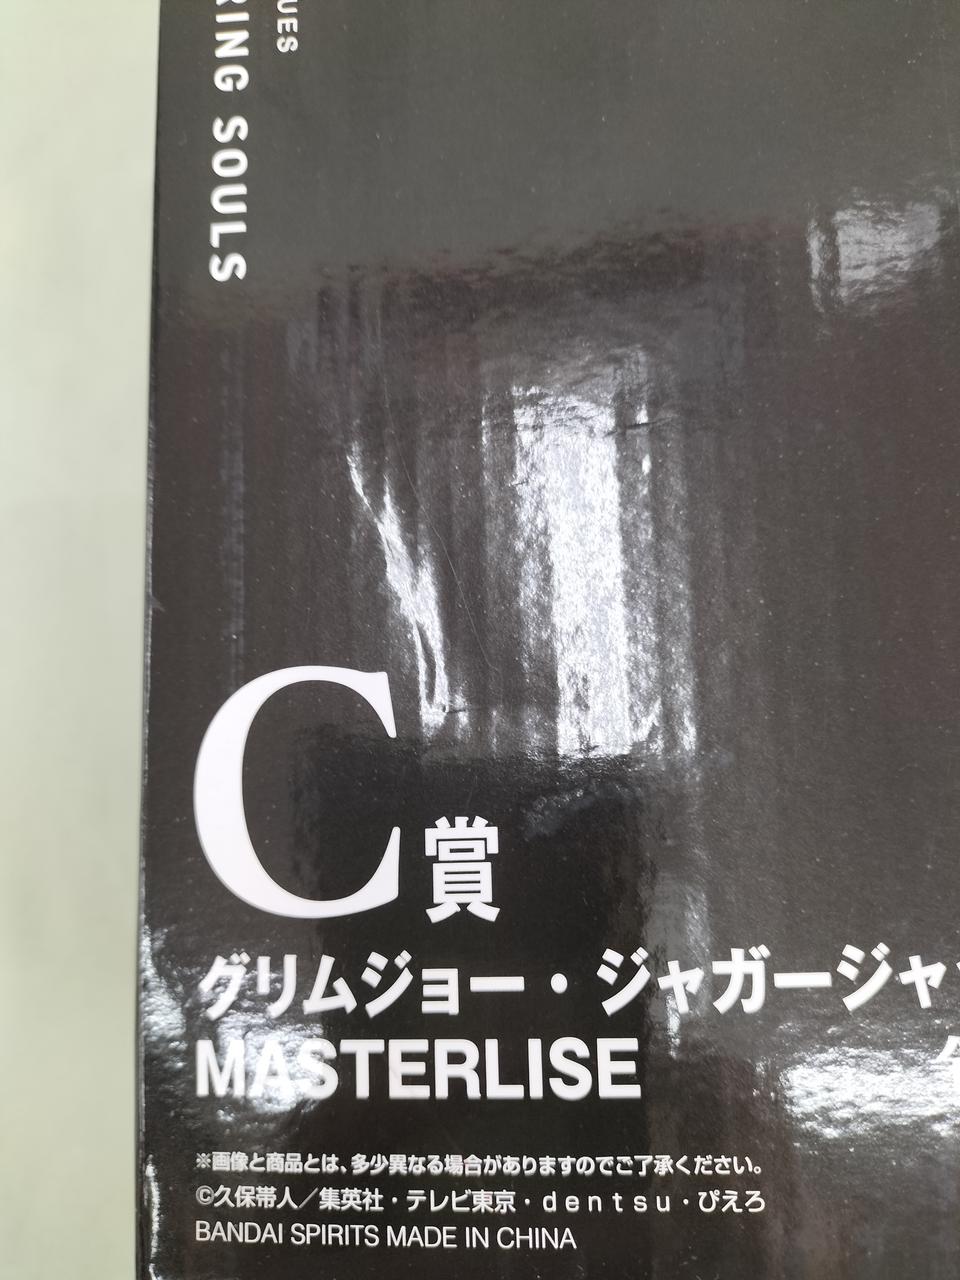 SOULS
C賞
グリムジョー・ジャガージャ
MASTERLISE
※画像と商品とは、多少異なる場合がありますのでご了承ください。
©久保帯人／集英社・テレビ東京・dentsu・ぴえろ
BANDAI SPIRITS MADE IN CHINA